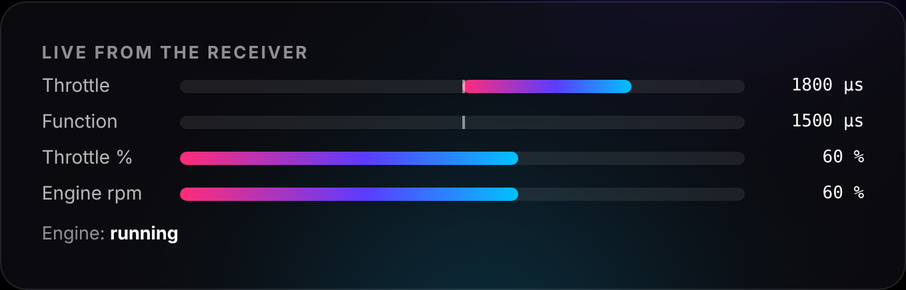 LIVE FROM THE RECEIVER
Throttle 1800 µs
Function 1500 µs
Throttle % 60 %
Engine rpm 60 %
Engine: running